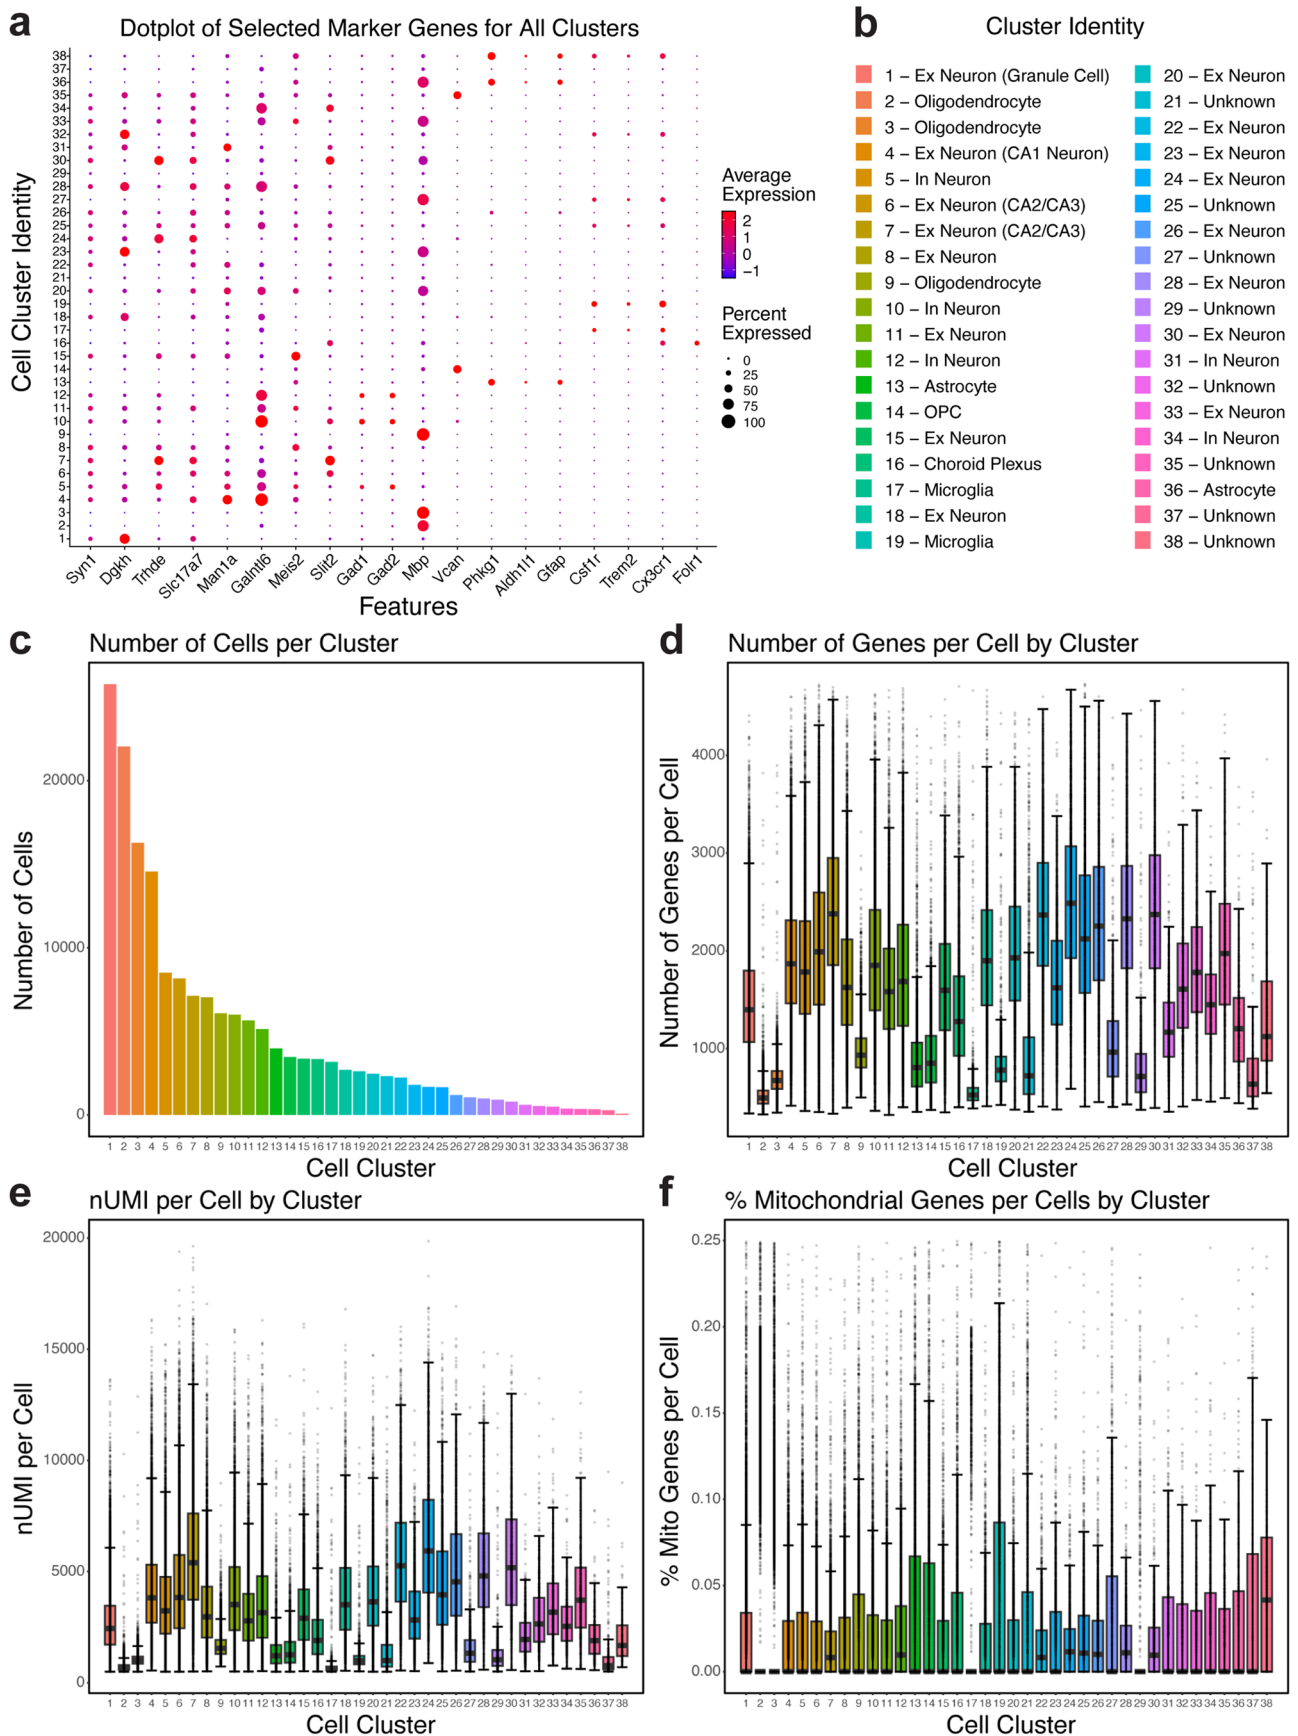 a
Dotplot of Selected Marker Genes for All Clusters
Cell Cluster Identity
38
37
36
35
34
33
32
31
30
29
28
27
26
25
24
23
22
21
20
19
18
17
16
15
14
13
12
11
10
9
8
7
6
5
4
3
2
1
Syn1 Dgkh Trhde Slc17a7 Man1a Galntl6 Meis2 Slit2 Gad1 Gad2 Mbp Vcan Phkg1 Aldh1l1 Gfap Csf1r Trem2 Cx3cr1 Folr1
Features
Average
Expression
2
1
0
−1
Percent
Expressed
0
25
50
75
100
b
Cluster Identity
1 – Ex Neuron (Granule Cell)
2 – Oligodendrocyte
3 – Oligodendrocyte
4 – Ex Neuron (CA1 Neuron)
5 – In Neuron
6 – Ex Neuron (CA2/CA3)
7 – Ex Neuron (CA2/CA3)
8 – Ex Neuron
9 – Oligodendrocyte
10 – In Neuron
11 – Ex Neuron
12 – In Neuron
13 – Astrocyte
14 – OPC
15 – Ex Neuron
16 – Choroid Plexus
17 – Microglia
18 – Ex Neuron
19 – Microglia
20 – Ex Neuron
21 – Unknown
22 – Ex Neuron
23 – Ex Neuron
24 – Ex Neuron
25 – Unknown
26 – Ex Neuron
27 – Unknown
28 – Ex Neuron
29 – Unknown
30 – Ex Neuron
31 – In Neuron
32 – Unknown
33 – Ex Neuron
34 – In Neuron
35 – Unknown
36 – Astrocyte
37 – Unknown
38 – Unknown
c
Number of Cells per Cluster
Number of Cells
20000
10000
0
1 2 3 4 5 6 7 8 9 10 11 12 13 14 15 16 17 18 19 20 21 22 23 24 25 26 27 28 29 30 31 32 33 34 35 36 37 38
Cell Cluster
d
Number of Genes per Cell by Cluster
Number of Genes per Cell
4000
3000
2000
1000
1 2 3 4 5 6 7 8 9 10 11 12 13 14 15 16 17 18 19 20 21 22 23 24 25 26 27 28 29 30 31 32 33 34 35 36 37 38
Cell Cluster
e
nUMI per Cell by Cluster
nUMI per Cell
20000
15000
10000
5000
0
1 2 3 4 5 6 7 8 9 10 11 12 13 14 15 16 17 18 19 20 21 22 23 24 25 26 27 28 29 30 31 32 33 34 35 36 37 38
Cell Cluster
f
% Mitochondrial Genes per Cells by Cluster
% Mito Genes per Cell
0.25
0.20
0.15
0.10
0.05
0.00
1 2 3 4 5 6 7 8 9 10 11 12 13 14 15 16 17 18 19 20 21 22 23 24 25 26 27 28 29 30 31 32 33 34 35 36 37 38
Cell Cluster